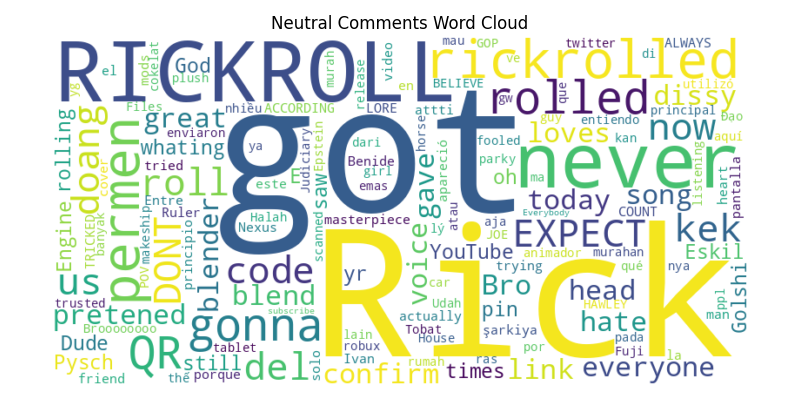 Neutral Comments Word Cloud
RICKROLL
rickrolled
got
Rick
never
rolled
dissy
now
song
today
EXPECT
kek
loves
roll
permen
doang
DONT
great
whating
rolling
Engine
God
plush
cokelat
mods
yg
el
murah
video
release
en
mau
GOP
ve
BELIEVE
twitter
di
ALWAYS
gw
que
utilizó
guy
principal
Đao
fooled
entiendo
kan
aquí
listening
heart
pantalla
parky
ma
girl
oh
horse
attti
LORE
ACCORDING
nhiều
enviaron
Files
tried
cover
TRICKED
banyak
POV
makeship
Entre
Ruler
principio
ya
este
E
Judiciary
Epstein
scanned
saw
dari
Benide
emas
gave
apareció
masterpiece
Halah
Nexus
blender
code
yr
voice
lý
atau
aja
JOE
YouTube
Everybody
COUNT
animador
murahan
trying
qué
nya
Eskil
Golshi
man
ppl
HAWLEY
us
pretened
trusted
Brooooooooo
Dude
Pysch
friend
QR
the
still
porque
tablet
gonna
blend
subscribe
del
solo
lain
robux
Ivan
confirm
Udah
actually
Tobat
House
rumah
car
ras
times
Bro
pin
şarkiya
por
link
head
hate
pada
Fuji
la
everyone